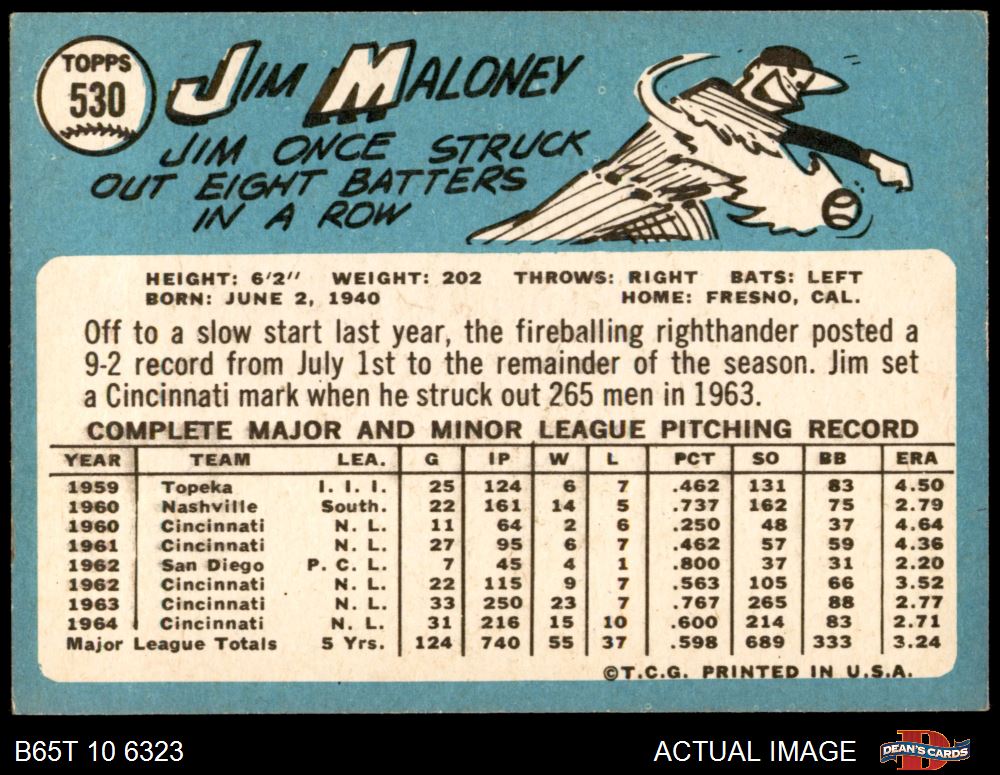 TOPPS
530
JIM MALONEY
JIM ONCE STRUCK
OUT EIGHT BATTERS
IN A ROW
HEIGHT: 6'2" WEIGHT: 202 THROWS: RIGHT BATS: LEFT
BORN: JUNE 2, 1940 HOME: FRESNO, CAL.
Off to a slow start last year, the fireballing righthander posted a
9-2 record from July 1st to the remainder of the season. Jim set
a Cincinnati mark when he struck out 265 men in 1963.
COMPLETE MAJOR AND MINOR LEAGUE PITCHING RECORD
YEAR TEAM LEA. G IP W L PCT SO BB ERA
1959 Topeka I. I. I. 25 124 6 7 .462 131 83 4.50
1960 Nashville South. 22 161 14 5 .737 162 75 2.79
1960 Cincinnati N. L. 11 64 2 6 .250 48 37 4.64
1961 Cincinnati N. L. 27 95 6 7 .462 57 59 4.36
1962 San Diego P. C. L. 7 45 4 1 .800 37 31 2.20
1962 Cincinnati N. L. 22 115 9 7 .563 105 66 3.52
1963 Cincinnati N. L. 33 250 23 7 .767 265 88 2.77
1964 Cincinnati N. L. 31 216 15 10 .600 214 83 2.71
Major League Totals 5 Yrs. 124 740 55 37 .598 689 333 3.24
©T.C.G. PRINTED IN U.S.A.
B65T 10 6323 ACTUAL IMAGE DEAN'S CARDS